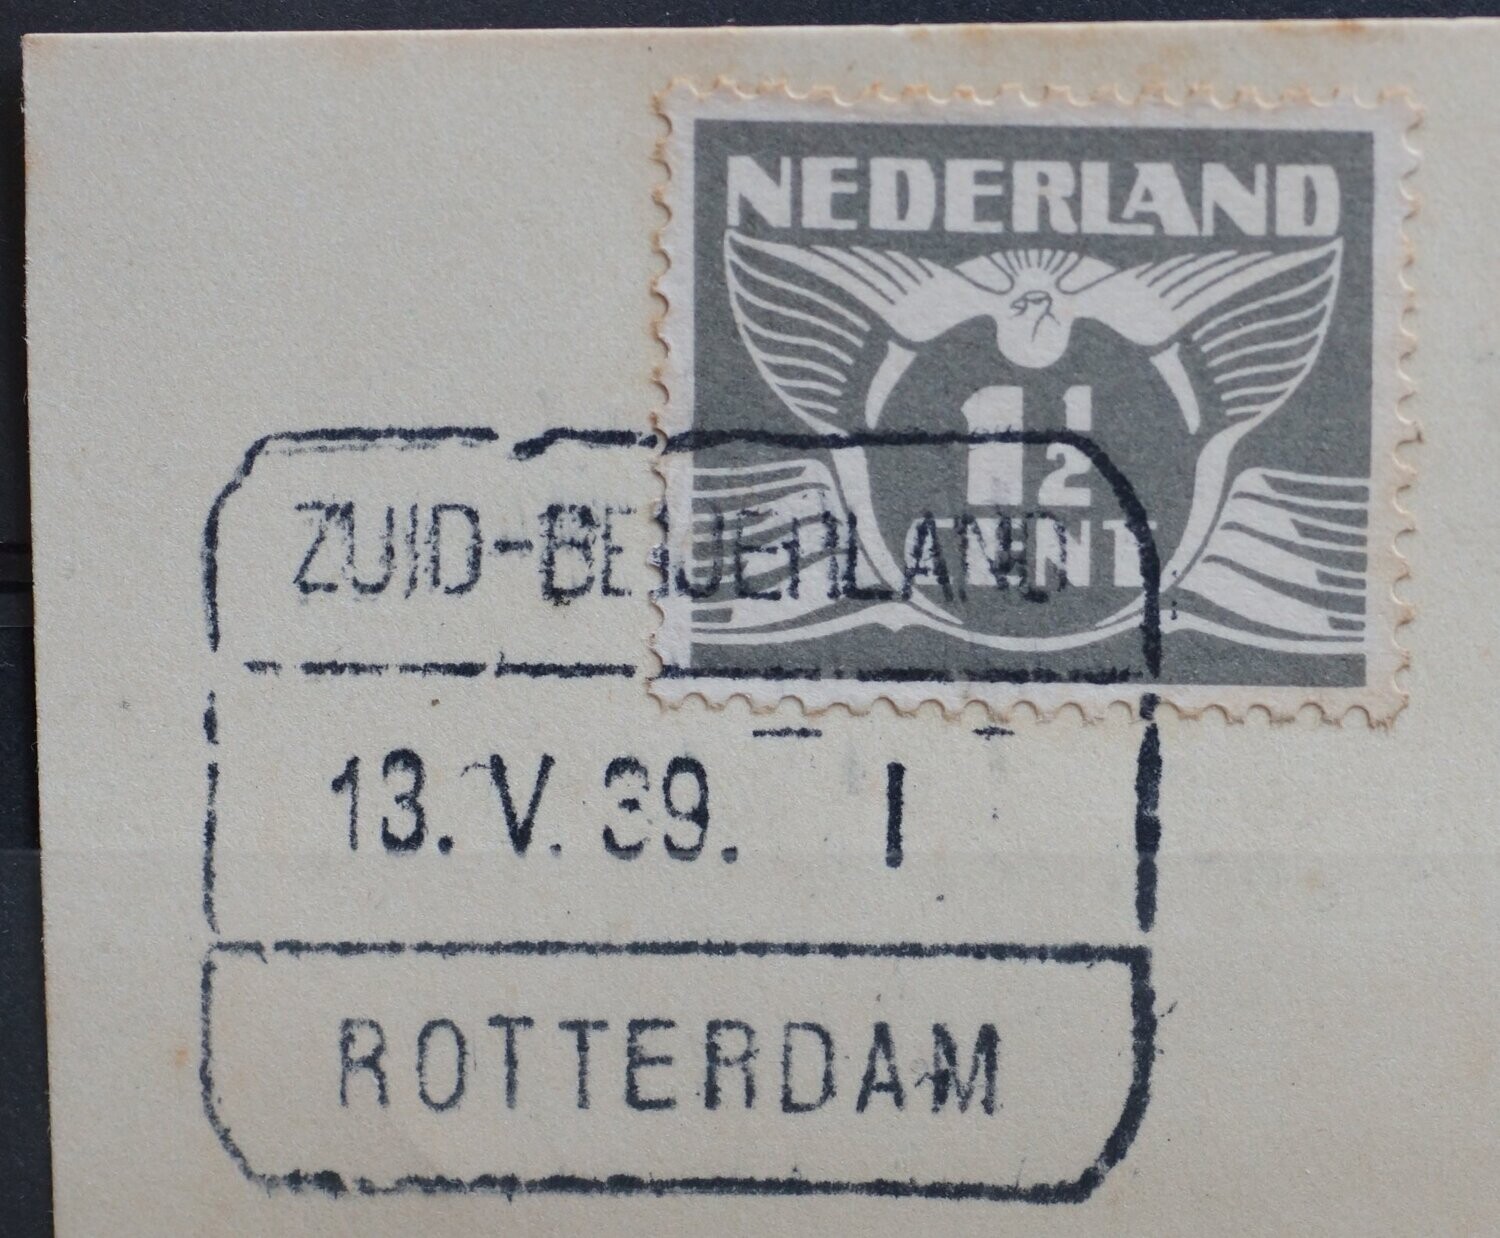 NEDERLAND
1½
CENT
ZUID-BEIJERLAND
13. V. 39. I
ROTTERDAM